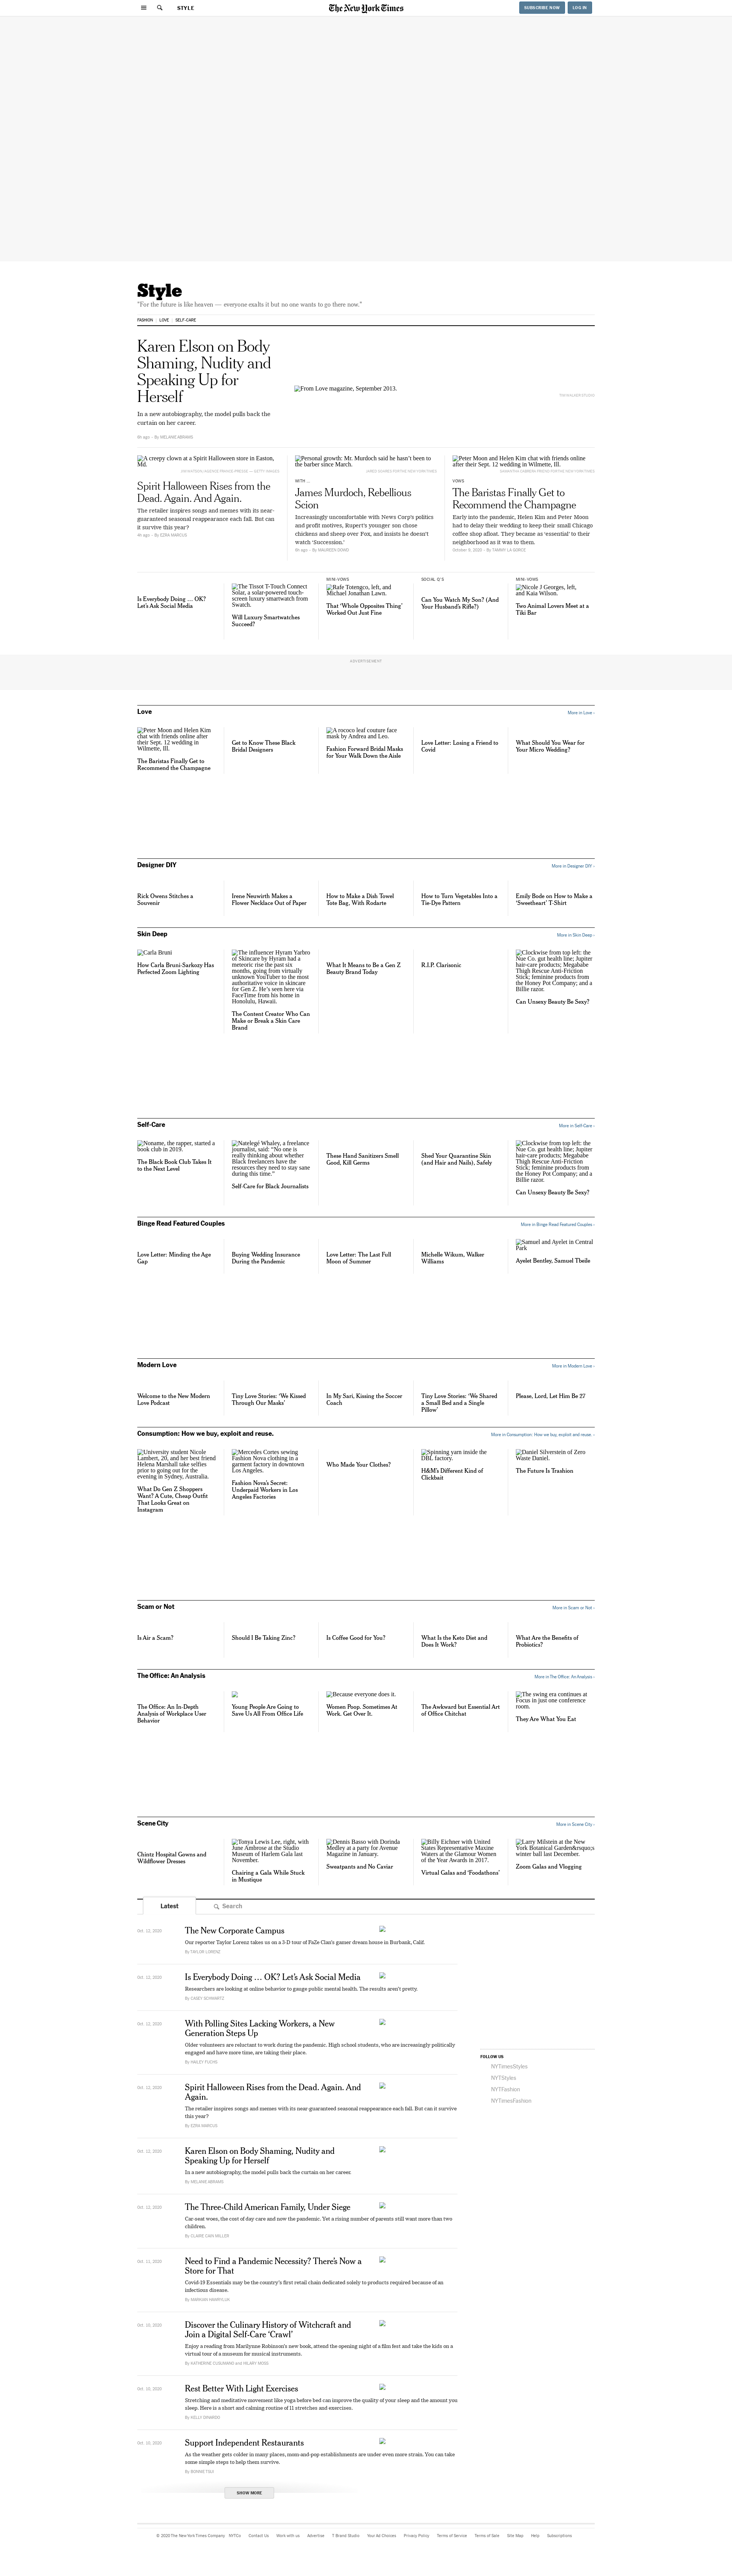 STYLE
The New York Times
SUBSCRIBE NOW
LOG IN
Style
"For the future is like heaven — everyone exalts it but no one wants to go there now."
FASHION
LOVE
SELF-CARE
Karen Elson on Body
Shaming, Nudity and
Speaking Up for
Herself
In a new autobiography, the model pulls back the
curtain on her career.
6h ago - By MELANIE ABRAMS
From Love magazine, September 2013.
TIM WALKER STUDIO
A creepy clown at a Spirit Halloween store in Easton,
Md.
Spirit Halloween Rises from the
Dead. Again. And Again.
The retailer inspires songs and memes with its near-
guaranteed seasonal reappearance each fall. But can
it survive this year?
4h ago - By EZRA MARCUS
Personal growth: Mr. Murdoch said he hasn't been to
the barber since March.
JARED SOARES FOR THE NEW YORK TIMES
WITH ...
James Murdoch, Rebellious
Scion
Increasingly uncomfortable with News Corp's politics
and profit motives, Rupert's younger son chose
chickens and sheep over Fox, and insists he doesn't
watch 'Succession.'
6h ago - By MAUREEN DOWD
Peter Moon and Helen Kim chat with friends online
after their Sept. 12 wedding in Wilmette, Ill.
VOWS
The Baristas Finally Get to
Recommend the Champagne
Early into the pandemic, Helen Kim and Peter Moon
had to delay their wedding to keep their small Chicago
coffee shop afloat. They became as 'essential' to their
neighborhood as it was to them.
October 9, 2020 - By TAMMY LA GORCE
Is Everybody Doing … OK?
Let's Ask Social Media
The Tissot T-Touch Connect
Solar, a solar-powered touch-
screen luxury smartwatch from
Swatch.
Will Luxury Smartwatches
Succeed?
MINI-VOWS
Rafe Totengco, left, and
Michael Jonathan Lawn.
That 'Whole Opposites Thing'
Worked Out Just Fine
SOCIAL Q'S
Can You Watch My Son? (And
Your Husband's Rifle?)
MINI-VOWS
Nicole J Georges, left,
and Kaia Wilson.
Two Animal Lovers Meet at a
Tiki Bar
ADVERTISEMENT
Love
More in Love ›
Peter Moon and Helen Kim
chat with friends online after
their Sept. 12 wedding in
Wilmette, Ill.
The Baristas Finally Get to
Recommend the Champagne
Get to Know These Black
Bridal Designers
A rococo leaf couture face
mask by Andrea and Leo.
Fashion Forward Bridal Masks
for Your Walk Down the Aisle
Love Letter: Losing a Friend to
Covid
What Should You Wear for
Your Micro Wedding?
Designer DIY
More in Designer DIY ›
Rick Owens Stitches a
Souvenir
Irene Neuwirth Makes a
Flower Necklace Out of Paper
How to Make a Dish Towel
Tote Bag, With Rodarte
How to Turn Vegetables Into a
Tie-Dye Pattern
Emily Bode on How to Make a
'Sweetheart' T-Shirt
Skin Deep
More in Skin Deep ›
Carla Bruni
How Carla Bruni-Sarkozy Has
Perfected Zoom Lighting
The influencer Hyram Yarbro
of Skincare by Hyram had a
meteoric rise the past six
months, going from virtually
unknown YouTuber to the most
authoritative voice in skincare
for Gen Z. He's seen here via
FaceTime from his home in
Honolulu, Hawaii.
The Content Creator Who Can
Make or Break a Skin Care
Brand
What It Means to Be a Gen Z
Beauty Brand Today
R.I.P. Clarisonic
Clockwise from top left: the
Nue Co. gut health line; Jupiter
hair-care products; Megababe
Thigh Rescue Anti-Friction
Stick; feminine products from
the Honey Pot Company; and a
Billie razor.
Can Unsexy Beauty Be Sexy?
Self-Care
More in Self-Care ›
Noname, the rapper, started a
book club in 2019.
The Black Book Club Takes It
to the Next Level
Natelegé Whaley, a freelance
journalist, said: "No one is
really thinking about whether
Black freelancers have the
resources they need to stay sane
during this time."
Self-Care for Black Journalists
These Hand Sanitizers Smell
Good, Kill Germs
Shed Your Quarantine Skin
(and Hair and Nails), Safely
Clockwise from top left: the
Nue Co. gut health line; Jupiter
hair-care products; Megababe
Thigh Rescue Anti-Friction
Stick; feminine products from
the Honey Pot Company; and a
Billie razor.
Can Unsexy Beauty Be Sexy?
Binge Read Featured Couples
More in Binge Read Featured Couples ›
Love Letter: Minding the Age
Gap
Buying Wedding Insurance
During the Pandemic
Love Letter: The Last Full
Moon of Summer
Michelle Wikum, Walker
Williams
Samuel and Ayelet in Central
Park
Ayelet Bentley, Samuel Tbeile
Modern Love
More in Modern Love ›
Welcome to the New Modern
Love Podcast
Tiny Love Stories: 'We Kissed
Through Our Masks'
In My Sari, Kissing the Soccer
Coach
Tiny Love Stories: 'We Shared
a Small Bed and a Single
Pillow'
Please, Lord, Let Him Be 27
Consumption: How we buy, exploit and reuse.
More in Consumption: How we buy, exploit and reuse. ›
University student Nicole
Lambert, 20, and her best friend
Helena Marshall take selfies
prior to going out for the
evening in Sydney, Australia.
What Do Gen Z Shoppers
Want? A Cute, Cheap Outfit
That Looks Great on
Instagram
Mercedes Cortes sewing
Fashion Nova clothing in a
garment factory in downtown
Los Angeles.
Fashion Nova's Secret:
Underpaid Workers in Los
Angeles Factories
Who Made Your Clothes?
Spinning yarn inside the
DBL factory.
H&M's Different Kind of
Clickbait
Daniel Silverstein of Zero
Waste Daniel.
The Future Is Trashion
Scam or Not
More in Scam or Not ›
Is Air a Scam?
Should I Be Taking Zinc?
Is Coffee Good for You?
What Is the Keto Diet and
Does It Work?
What Are the Benefits of
Probiotics?
The Office: An Analysis
More in The Office: An Analysis ›
The Office: An In-Depth
Analysis of Workplace User
Behavior
Young People Are Going to
Save Us All From Office Life
Because everyone does it.
Women Poop. Sometimes At
Work. Get Over It.
The Awkward but Essential Art
of Office Chitchat
The swing era continues at
Focus in just one conference
room.
They Are What You Eat
Scene City
More in Scene City ›
Chintz Hospital Gowns and
Wildflower Dresses
Tonya Lewis Lee, right, with
June Ambrose at the Studio
Museum of Harlem Gala last
November.
Chairing a Gala While Stuck
in Mustique
Dennis Basso with Dorinda
Medley at a party for Avenue
Magazine in January.
Sweatpants and No Caviar
Billy Eichner with United
States Representative Maxine
Waters at the Glamour Women
of the Year Awards in 2017.
Virtual Galas and 'Foodathons'
Larry Milstein at the New
York Botanical Garden&rsquo;s
winter ball last December.
Zoom Galas and Vlogging
Latest
Search
Oct. 12, 2020
The New Corporate Campus
Our reporter Taylor Lorenz takes us on a 3-D tour of FaZe Clan's gamer dream house in Burbank, Calif.
By TAYLOR LORENZ
Oct. 12, 2020
Is Everybody Doing … OK? Let's Ask Social Media
Researchers are looking at online behavior to gauge public mental health. The results aren't pretty.
By CASEY SCHWARTZ
Oct. 12, 2020
With Polling Sites Lacking Workers, a New
Generation Steps Up
Older volunteers are reluctant to work during the pandemic. High school students, who are increasingly politically
engaged and have more time, are taking their place.
By HAILEY FUCHS
Oct. 12, 2020
Spirit Halloween Rises from the Dead. Again. And
Again.
The retailer inspires songs and memes with its near-guaranteed seasonal reappearance each fall. But can it survive
this year?
By EZRA MARCUS
Oct. 12, 2020
Karen Elson on Body Shaming, Nudity and
Speaking Up for Herself
In a new autobiography, the model pulls back the curtain on her career.
By MELANIE ABRAMS
Oct. 12, 2020
The Three-Child American Family, Under Siege
Car-seat woes, the cost of day care and now the pandemic. Yet a rising number of parents still want more than two
children.
By CLAIRE CAIN MILLER
Oct. 11, 2020
Need to Find a Pandemic Necessity? There's Now a
Store for That
Covid-19 Essentials may be the country's first retail chain dedicated solely to products required because of an
infectious disease.
Oct. 10, 2020
Discover the Culinary History of Witchcraft and
Join a Digital Self-Care 'Crawl'
Enjoy a reading from Marilynne Robinson's new book, attend the opening night of a film fest and take the kids on a
virtual tour of a museum for musical instruments.
By KATHERINE CUSUMANO and HILARY MOSS
Oct. 10, 2020
Rest Better With Light Exercises
Stretching and meditative movement like yoga before bed can improve the quality of your sleep and the amount you
sleep. Here is a short and calming routine of 11 stretches and exercises.
By KELLY DINARDO
Oct. 10, 2020
Support Independent Restaurants
As the weather gets colder in many places, mom-and-pop establishments are under even more strain. You can take
some simple steps to help them survive.
By BONNIE TSUI
SHOW MORE
FOLLOW US
NYTimesStyles
NYTStyles
NYTFashion
NYTimesFashion
© 2020 The New York Times Company
NYTCo
Contact Us
Work with us
Advertise
T Brand Studio
Your Ad Choices
Privacy Policy
Terms of Service
Terms of Sale
Site Map
Help
Subscriptions